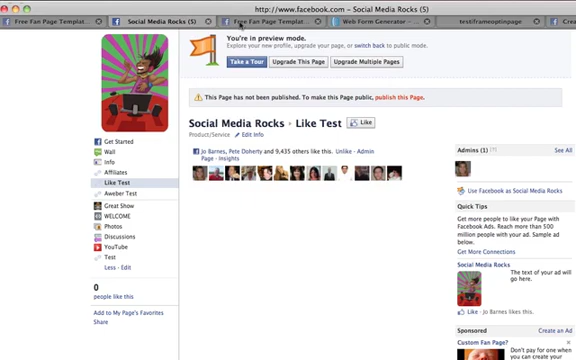 http://www.facebook.com – Social Media Rocks (5)
Free Fan Page Templat...
Social Media Rocks (5)
Free Fan Page Templat...
Web Form Generator – ...
testiframeoptinpage
Crea
You're in preview mode.
Explore your new profile, upgrade your page, or switch back to public mode.
Take a Tour
Upgrade This Page
Upgrade Multiple Pages
This Page has not been published. To make this Page public, publish this Page.
Social Media Rocks • Like Test
Like
Product/Service
Edit Info
Jo Barnes, Pete Doherty and 9,435 others like this. Unlike · Admin
Page · Insights
Get Started
Wall
Info
Affiliates
Like Test
Aweber Test
Great Show
WELCOME
Photos
Discussions
YouTube
Test
Less · Edit
0
people like this
Add to My Page's Favorites
Share
Admins (1)
See All
Use Facebook as Social Media Rocks
Quick Tips
Get more people to like your Page with
Facebook Ads. Reach more than 500
million people with your ad. Sample ad
below.
Get More Connections
Social Media Rocks
The text of your ad will
go here.
Like · Jo Barnes likes this.
Sponsored
Create an Ad
Custom Fan Page?
Don't pay for one
when you can
create your own